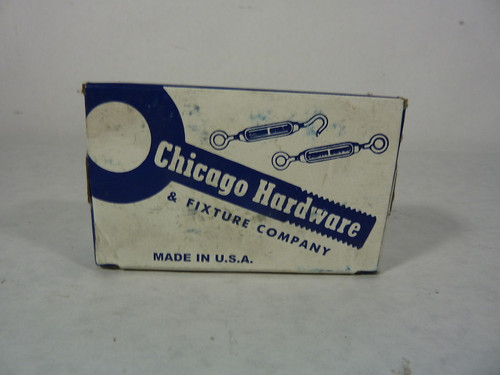 Chicago Hardware
& FIXTURE COMPANY
MADE IN U.S.A.